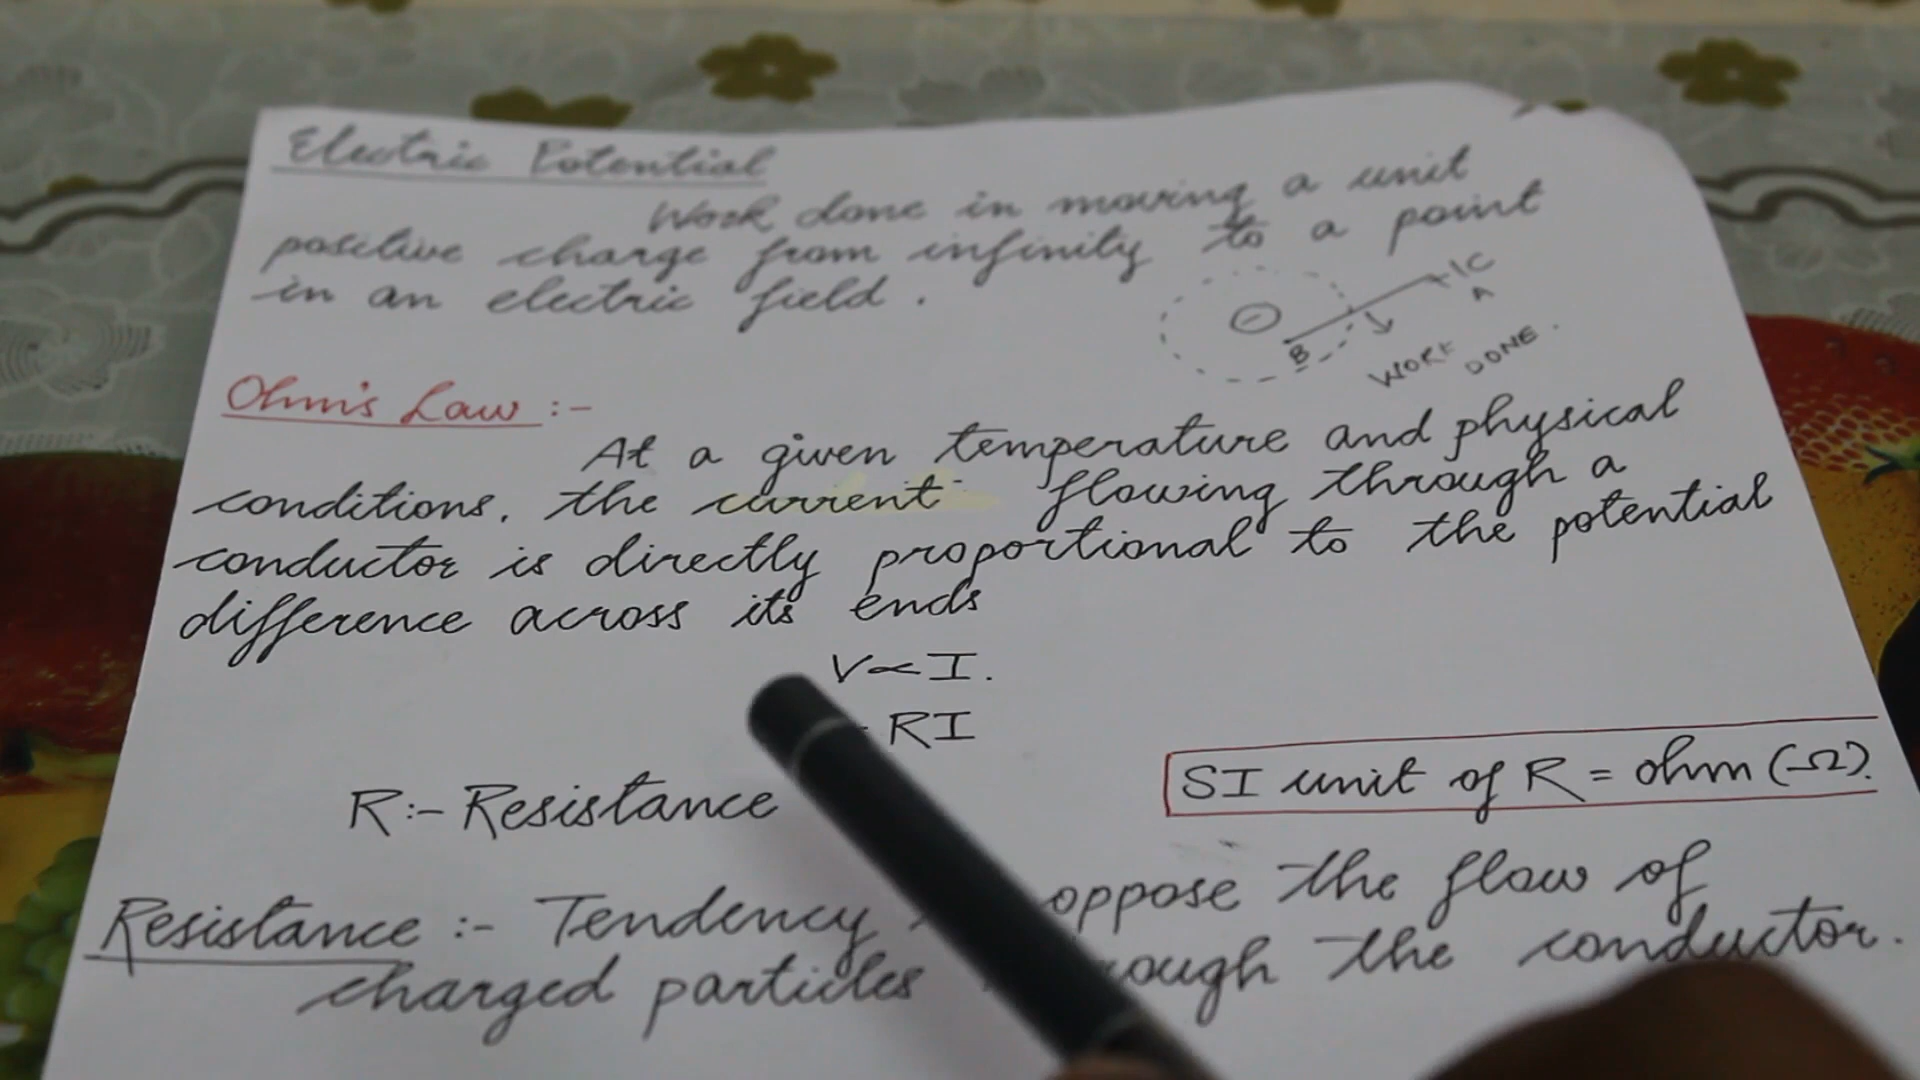 Electric Potential
Work done in moving a unit
positive charge from infinity to a point
in an electric field.
1C
A
B
WORK DONE.
Ohm's Law :-
At a given temperature and physical
conditions, the current flowing through a
conductor is directly proportional to the potential
difference across its ends
V ∝ I.
RI
R:- Resistance
SI unit of R = ohm (Ω).
Resistance :- Tendency oppose the flow of
charged particles the conductor.